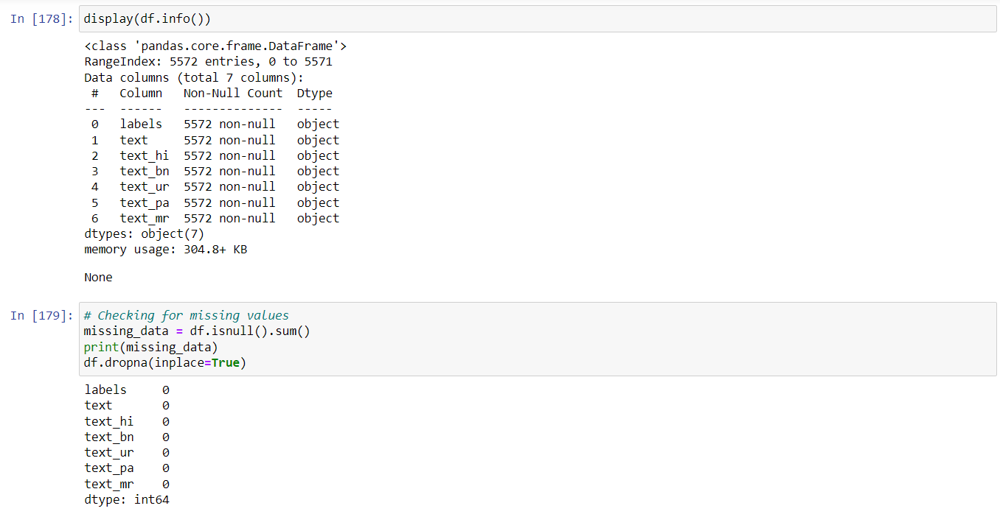 In [178]: display(df.info())
<class 'pandas.core.frame.DataFrame'>
RangeIndex: 5572 entries, 0 to 5571
Data columns (total 7 columns):
 #   Column   Non-Null Count  Dtype
---  ------   --------------  -----
 0   labels   5572 non-null   object
 1   text     5572 non-null   object
 2   text_hi  5572 non-null   object
 3   text_bn  5572 non-null   object
 4   text_ur  5572 non-null   object
 5   text_pa  5572 non-null   object
 6   text_mr  5572 non-null   object
dtypes: object(7)
memory usage: 304.8+ KB
None
In [179]: # Checking for missing values
missing_data = df.isnull().sum()
print(missing_data)
df.dropna(inplace=True)
labels     0
text       0
text_hi    0
text_bn    0
text_ur    0
text_pa    0
text_mr    0
dtype: int64